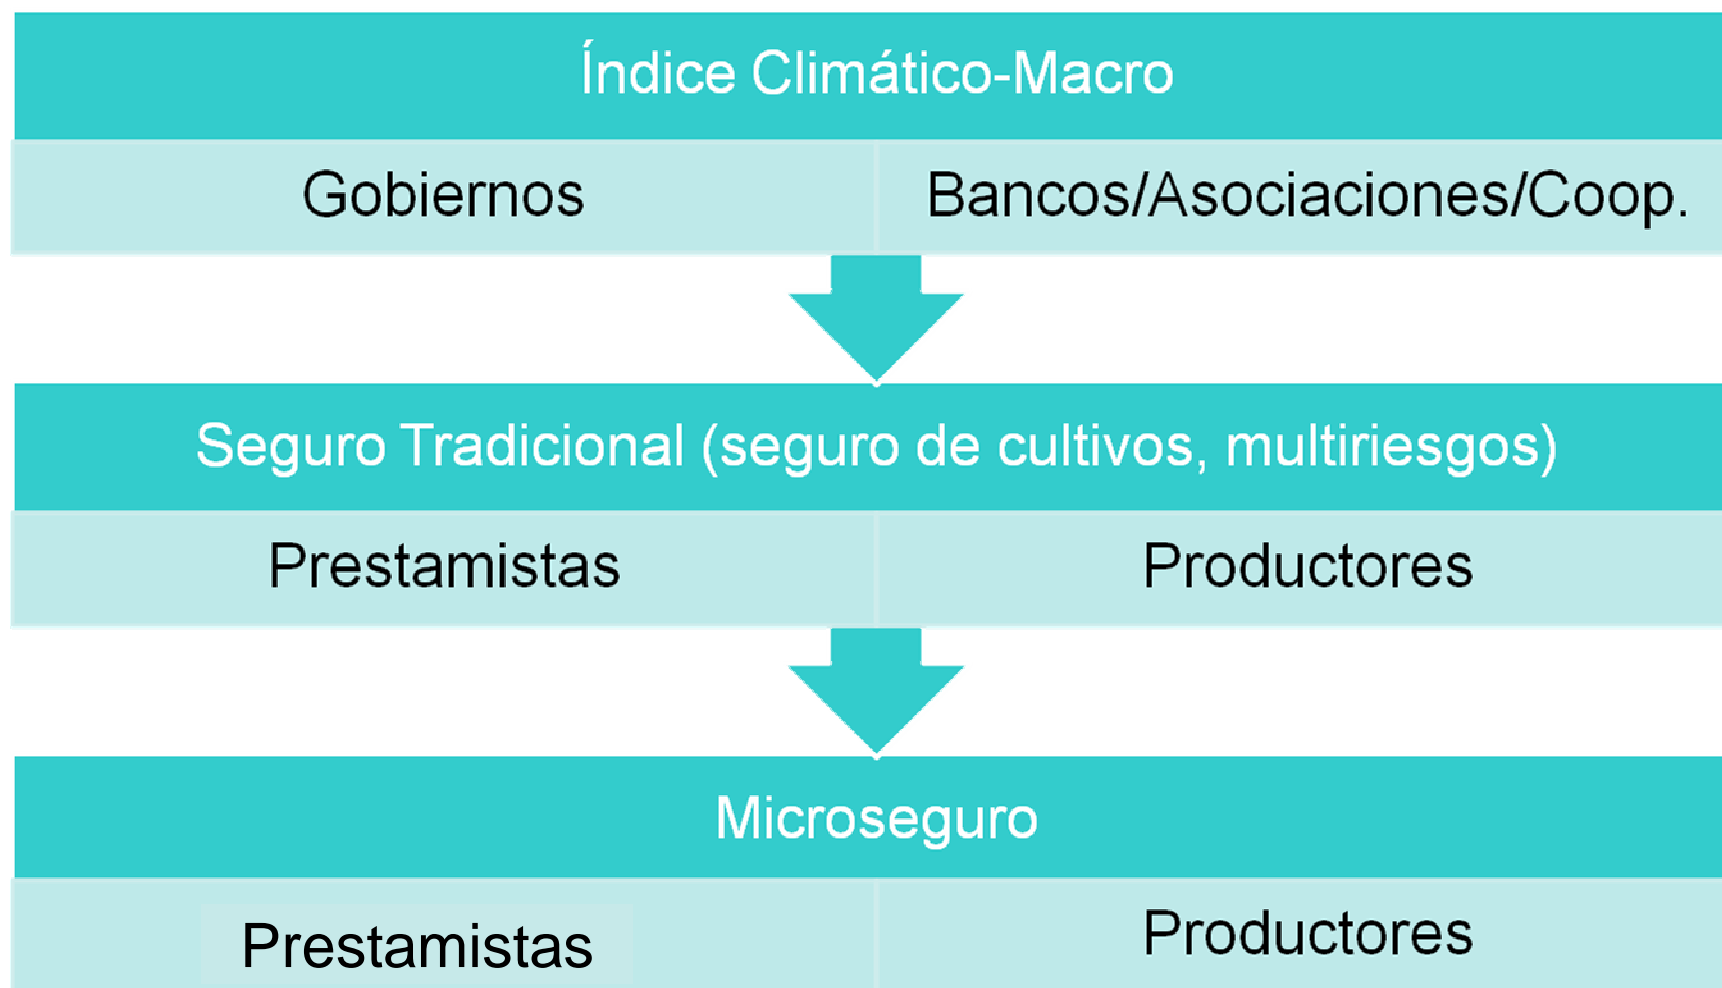 Índice Climático-Macro
Gobiernos
Bancos/Asociaciones/Coop.
Seguro Tradicional (seguro de cultivos, multiriesgos)
Prestamistas
Productores
Microseguro
Prestamistas
Productores